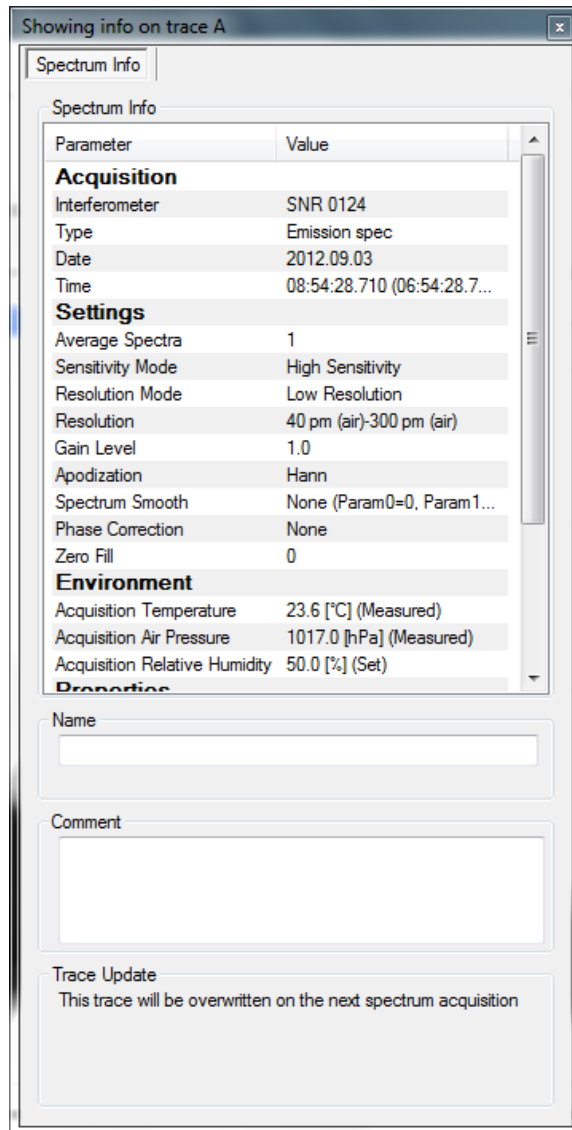 Showing info on trace A
Spectrum Info
Spectrum Info
Parameter Value
Acquisition
Interferometer SNR 0124
Type Emission spec
Date 2012.09.03
Time 08:54:28.710 (06:54:28.7...
Settings
Average Spectra 1
Sensitivity Mode High Sensitivity
Resolution Mode Low Resolution
Resolution 40 pm (air)-300 pm (air)
Gain Level 1.0
Apodization Hann
Spectrum Smooth None (Param0=0, Param1...
Phase Correction None
Zero Fill 0
Environment
Acquisition Temperature 23.6 [°C] (Measured)
Acquisition Air Pressure 1017.0 [hPa] (Measured)
Acquisition Relative Humidity 50.0 [%] (Set)
Properties
Name
Comment
Trace Update
This trace will be overwritten on the next spectrum acquisition